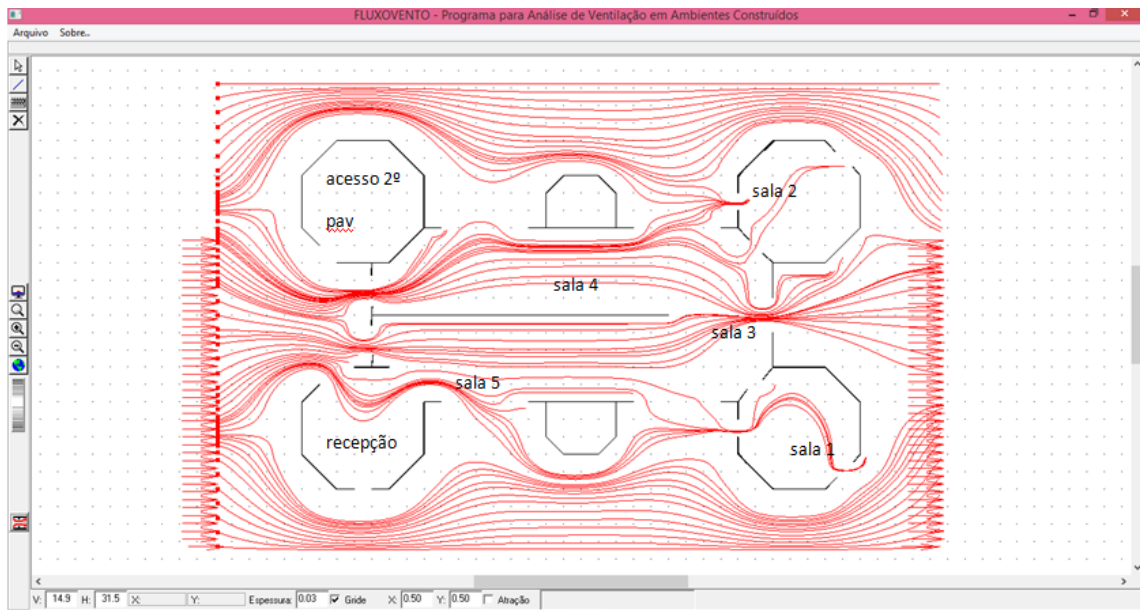 FLUXOVENTO - Programa para Análise de Ventilação em Ambientes Construídos
Arquivo Sobre..
acesso 2º
pav
sala 2
sala 4
sala 3
sala 5
recepção
sala 1
V: 14.9 H: 31.5 X: Y: Espessura: 0.03 Gride X: 0.50 Y: 0.50 Atração